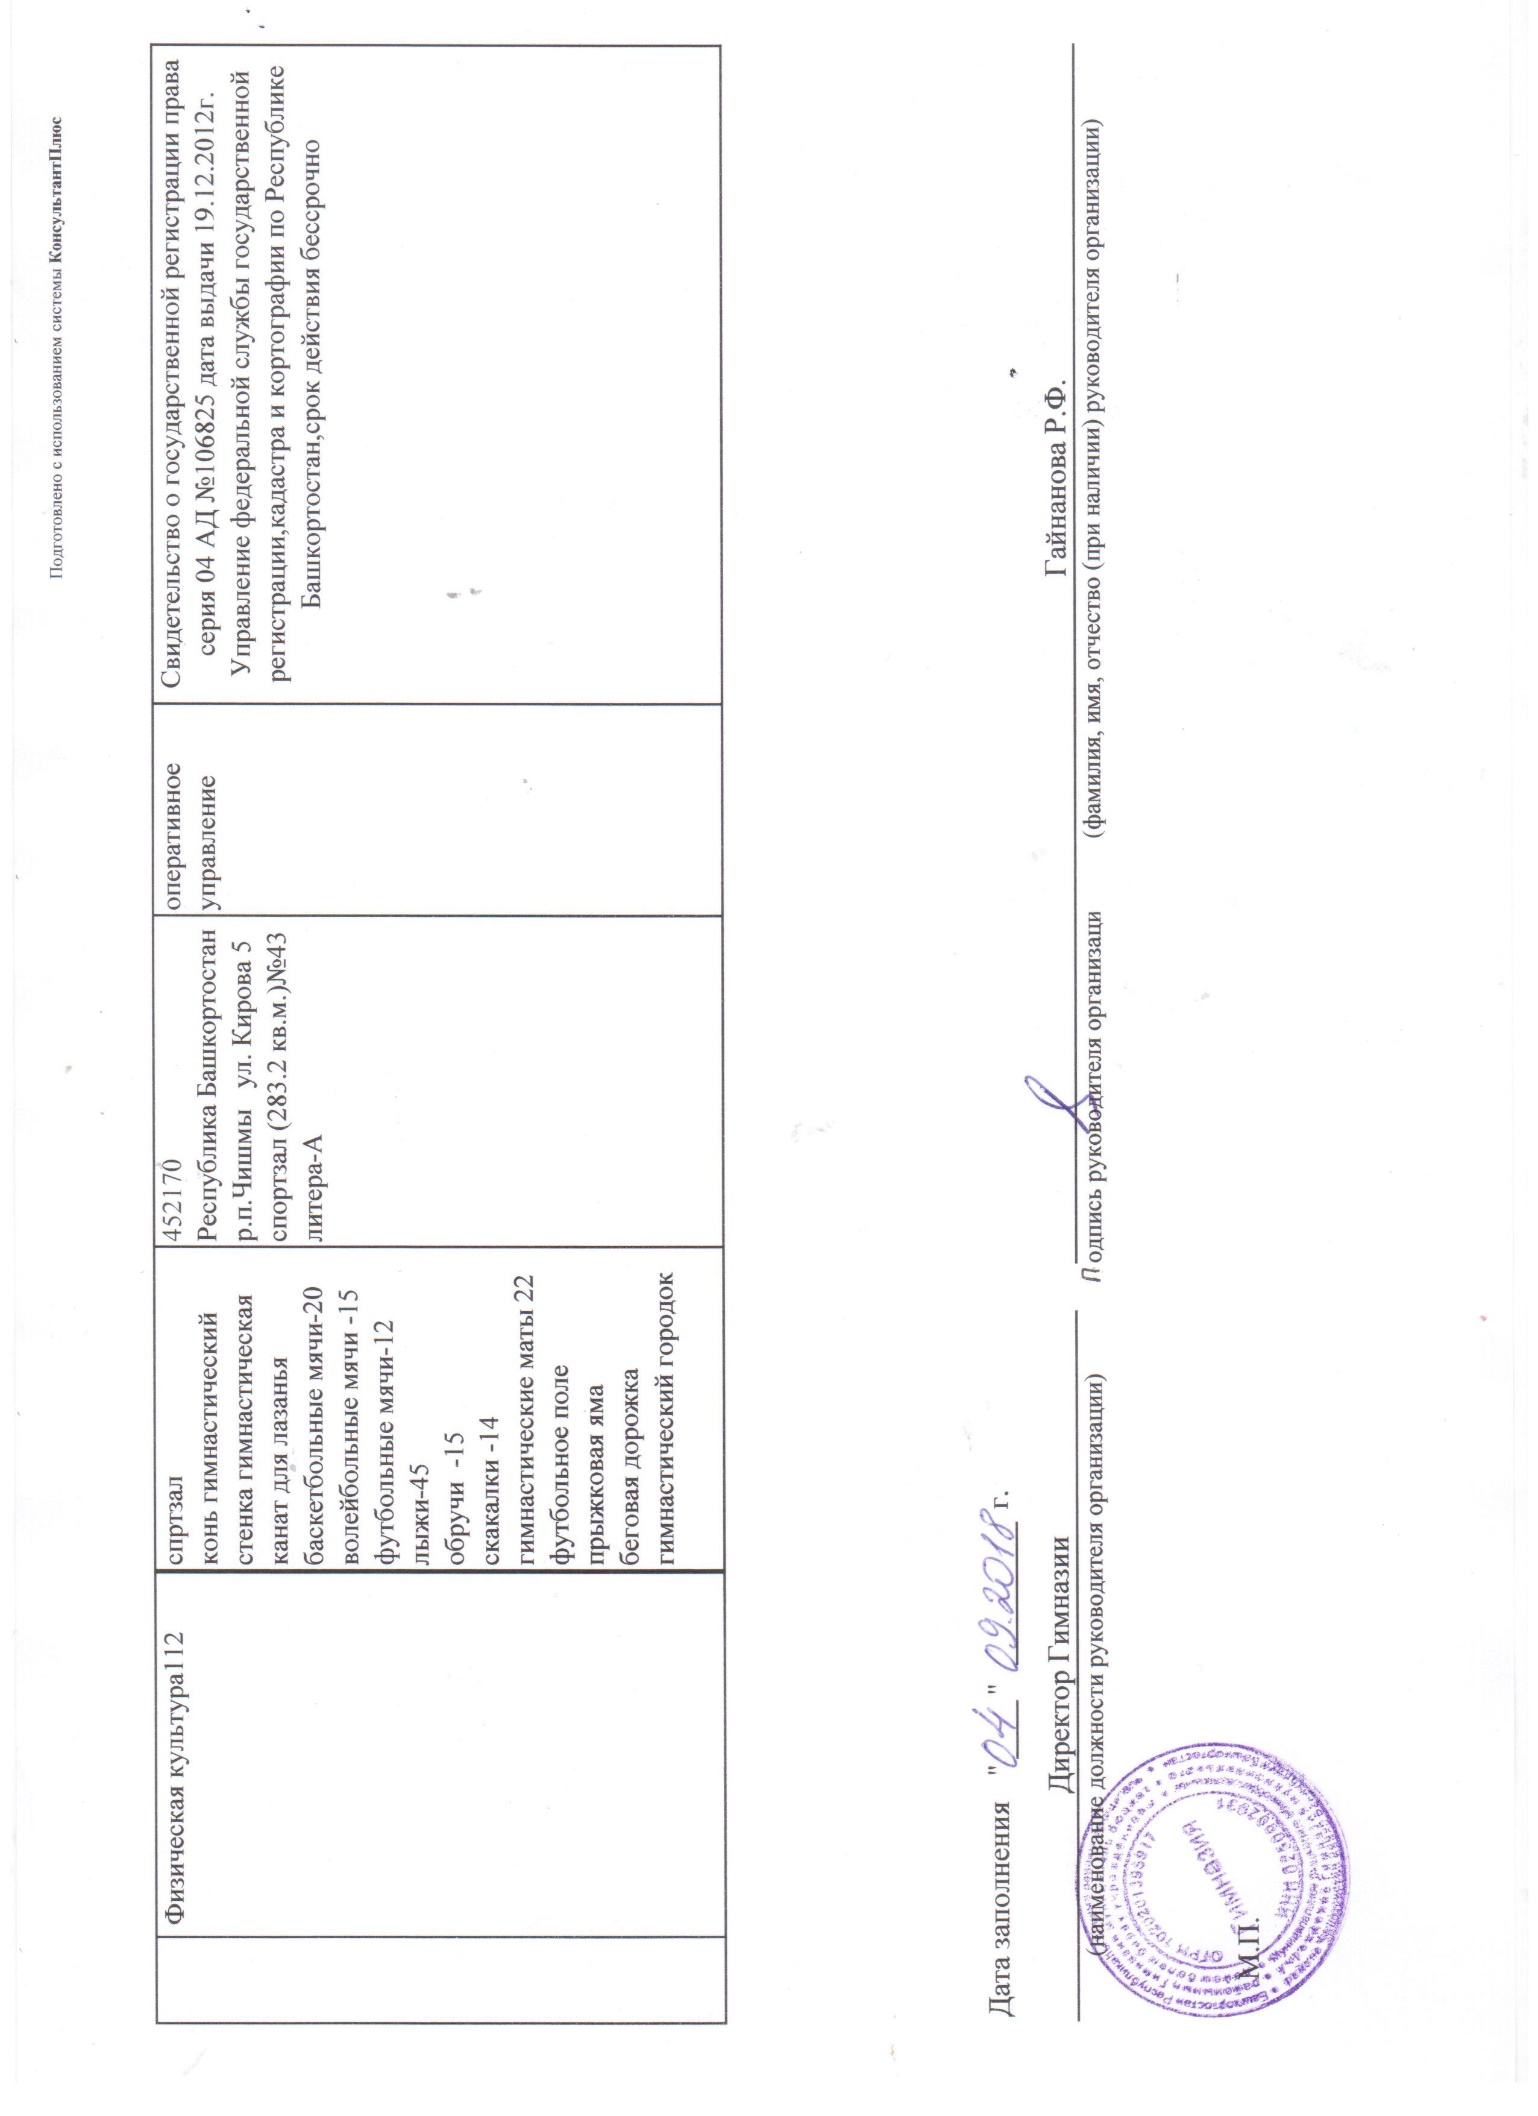 Подготовлено с использованием системы КонсультантПлюс
Физическая культура112
спртзал
конь гимнастический
стенка гимнастическая
канат для лазанья
баскетбольные мячи-20
волейбольные мячи -15
футбольные мячи-12
лыжи-45
обручи -15
скакалки -14
гимнастические маты 22
футбольное поле
прыжковая яма
беговая дорожка
гимнастический городок
452170
Республика Башкортостан
р.п.Чишмы ул. Кирова 5
спортзал (283.2 кв.м.)№43
литера-А
оперативное
управление
Свидетельство о государственной регистрации права
серия 04 АД №106825 дата выдачи 19.12.2012г.
Управление федеральной службы государственной
регистрации,кадастра и кортографии по Республике
Башкортостан,срок действия бессрочно
Дата заполнения "04" 09.2018 г.
Директор Гимназии
Гайнанова Р.Ф.
(наименование должности руководителя организации)
Подпись руководителя организаци
(фамилия, имя, отчество (при наличии) руководителя организации)
М.П.
ГИМНАЗИЯ